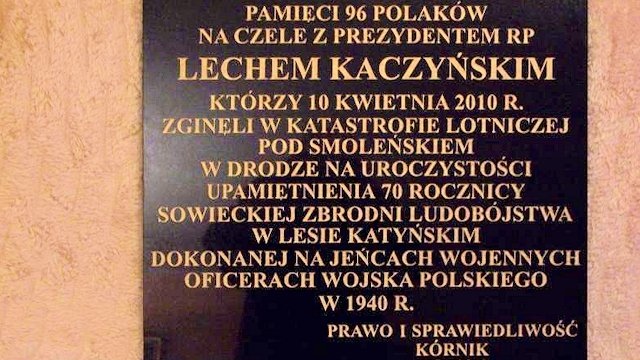 PAMIĘCI 96 POLAKÓW
NA CZELE Z PREZYDENTEM RP
LECHEM KACZYŃSKIM
KTÓRZY 10 KWIETNIA 2010 R.
ZGINĘLI W KATASTROFIE LOTNICZEJ
POD SMOLEŃSKIEM
W DRODZE NA UROCZYSTOŚCI
UPAMIĘTNIENIA 70 ROCZNICY
SOWIECKIEJ ZBRODNI LUDOBÓJSTWA
W LESIE KATYŃSKIM
DOKONANEJ NA JEŃCACH WOJENNYCH
OFICERACH WOJSKA POLSKIEGO
W 1940 R.
PRAWO I SPRAWIEDLIWOŚĆ
KÓRNIK